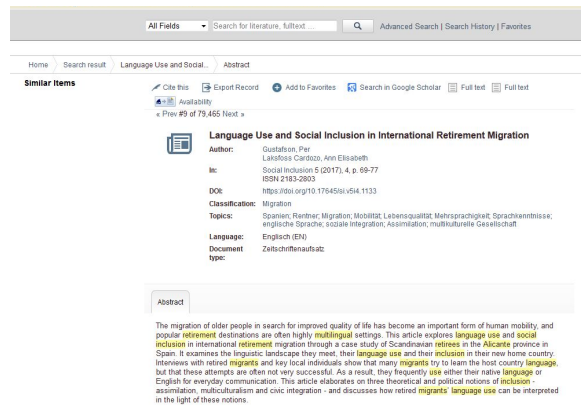 All Fields Search for literature, fulltext .... Advanced Search | Search History | Favorites
Home Search result Language Use and Social... Abstract
Similar Items
Cite this Export Record Add to Favorites Search in Google Scholar Full text Full text
Availability
« Prev #9 of 79,465 Next »
Language Use and Social Inclusion in International Retirement Migration
Author: Gustafson, Per
Laksfoss Cardozo, Ann Elisabeth
In: Social Inclusion 5 (2017), 4, p. 69-77
ISSN 2183-2803
DOI: https://doi.org/10.17645/si.v5i4.1133
Classification: Migration
Topics: Spanien; Rentner; Migration; Mobilität; Lebensqualität; Mehrsprachigkeit; Sprachkenntnisse;
englische Sprache; soziale Integration; Assimilation; multikulturelle Gesellschaft
Language: Englisch (EN)
Document Zeitschriftenaufsatz
type:
Abstract
The migration of older people in search for improved quality of life has become an important form of human mobility, and
popular retirement destinations are often highly multilingual settings. This article explores language use and social
inclusion in international retirement migration through a case study of Scandinavian retirees in the Alicante province in
Spain. It examines the linguistic landscape they meet, their language use and their inclusion in their new home country.
Interviews with retired migrants and key local individuals show that many migrants try to learn the host country language,
but that these attempts are often not very successful. As a result, they frequently use either their native language or
English for everyday communication. This article elaborates on three theoretical and political notions of inclusion -
assimilation, multiculturalism and civic integration - and discusses how retired migrants' language use can be interpreted
in the light of these notions.